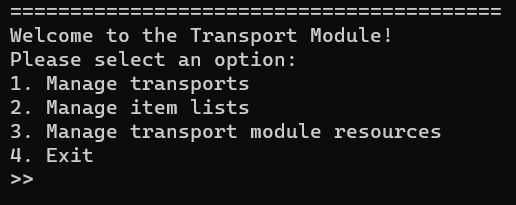 =========================================
Welcome to the Transport Module!
Please select an option:
1. Manage transports
2. Manage item lists
3. Manage transport module resources
4. Exit
>>